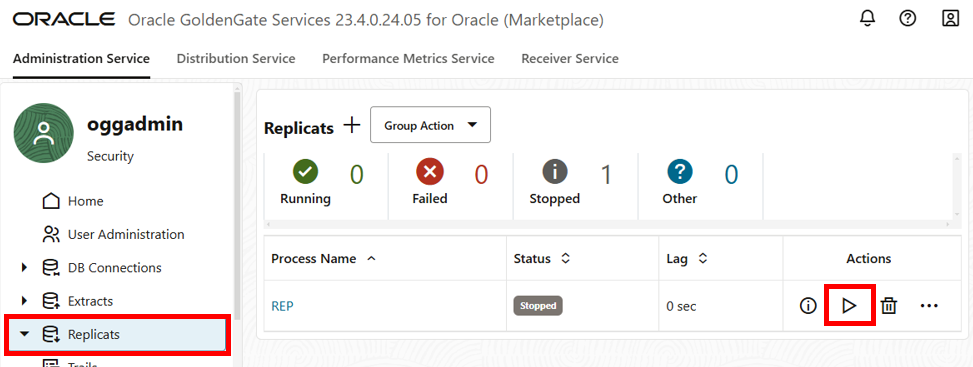 ORACLE Oracle GoldenGate Services 23.4.0.24.05 for Oracle (Marketplace)
Administration Service Distribution Service Performance Metrics Service Receiver Service
oggadmin
Security
Home
User Administration
DB Connections
Extracts
Replicats
Trails
Replicats Group Action
0 0 1 0
Running Failed Stopped Other
Process Name Status Lag Actions
REP Stopped 0 sec